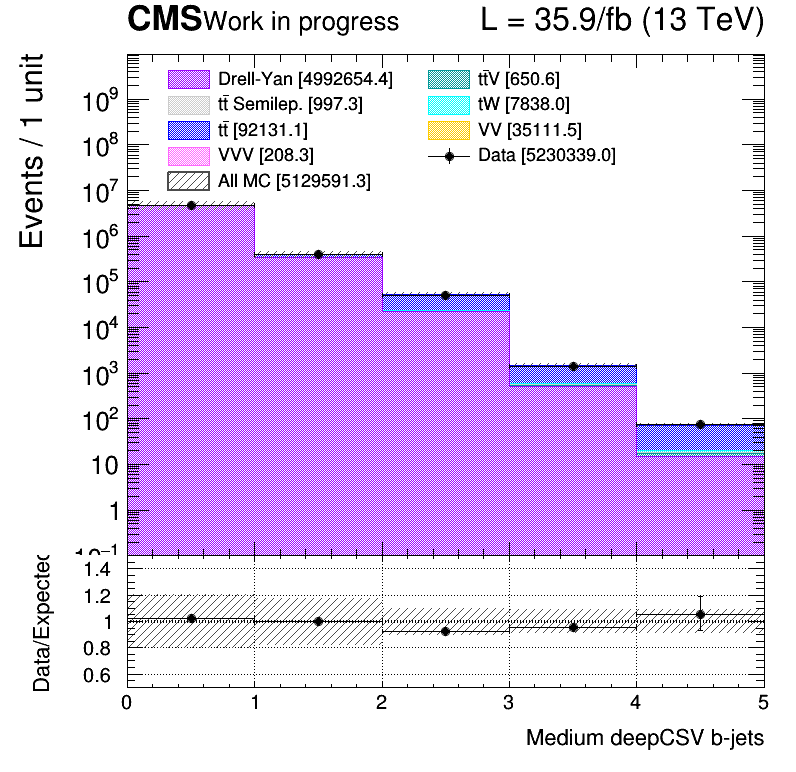 CMS Work in progress L = 35.9/fb (13 TeV)
Events / 1 unit
Drell-Yan [4992654.4]
tt̄ Semilep. [997.3]
tt̄ [92131.1]
VVV [208.3]
All MC [5129591.3]
tt̄V [650.6]
tW [7838.0]
VV [35111.5]
Data [5230339.0]
10⁹
10⁸
10⁷
10⁶
10⁵
10⁴
10³
10²
10
1
10⁻¹
Data/Expected
1.4
1.2
1
0.8
0.6
0 1 2 3 4 5
Medium deepCSV b-jets